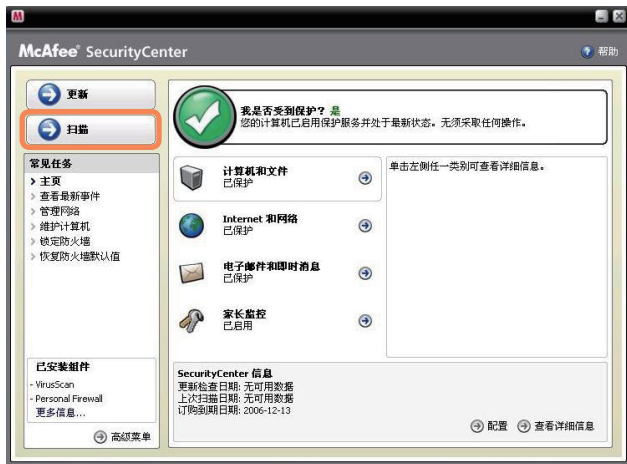 McAfee® SecurityCenter
帮助
更新
扫描
常见任务
主页
查看最新事件
管理网络
维护计算机
锁定防火墙
恢复防火墙默认值
已安装组件
- VirusScan
- Personal Firewall
更多信息...
高级菜单
我是否受到保护？是
您的计算机已启用保护服务并处于最新状态。无须采取任何操作。
计算机和文件
已保护
Internet 和网络
已保护
电子邮件和即时消息
已保护
家长监控
已启用
单击左侧任一类别可查看详细信息。
SecurityCenter 信息
更新检查日期: 无可用数据
上次扫描日期: 无可用数据
订购到期日期: 2006-12-13
配置
查看详细信息